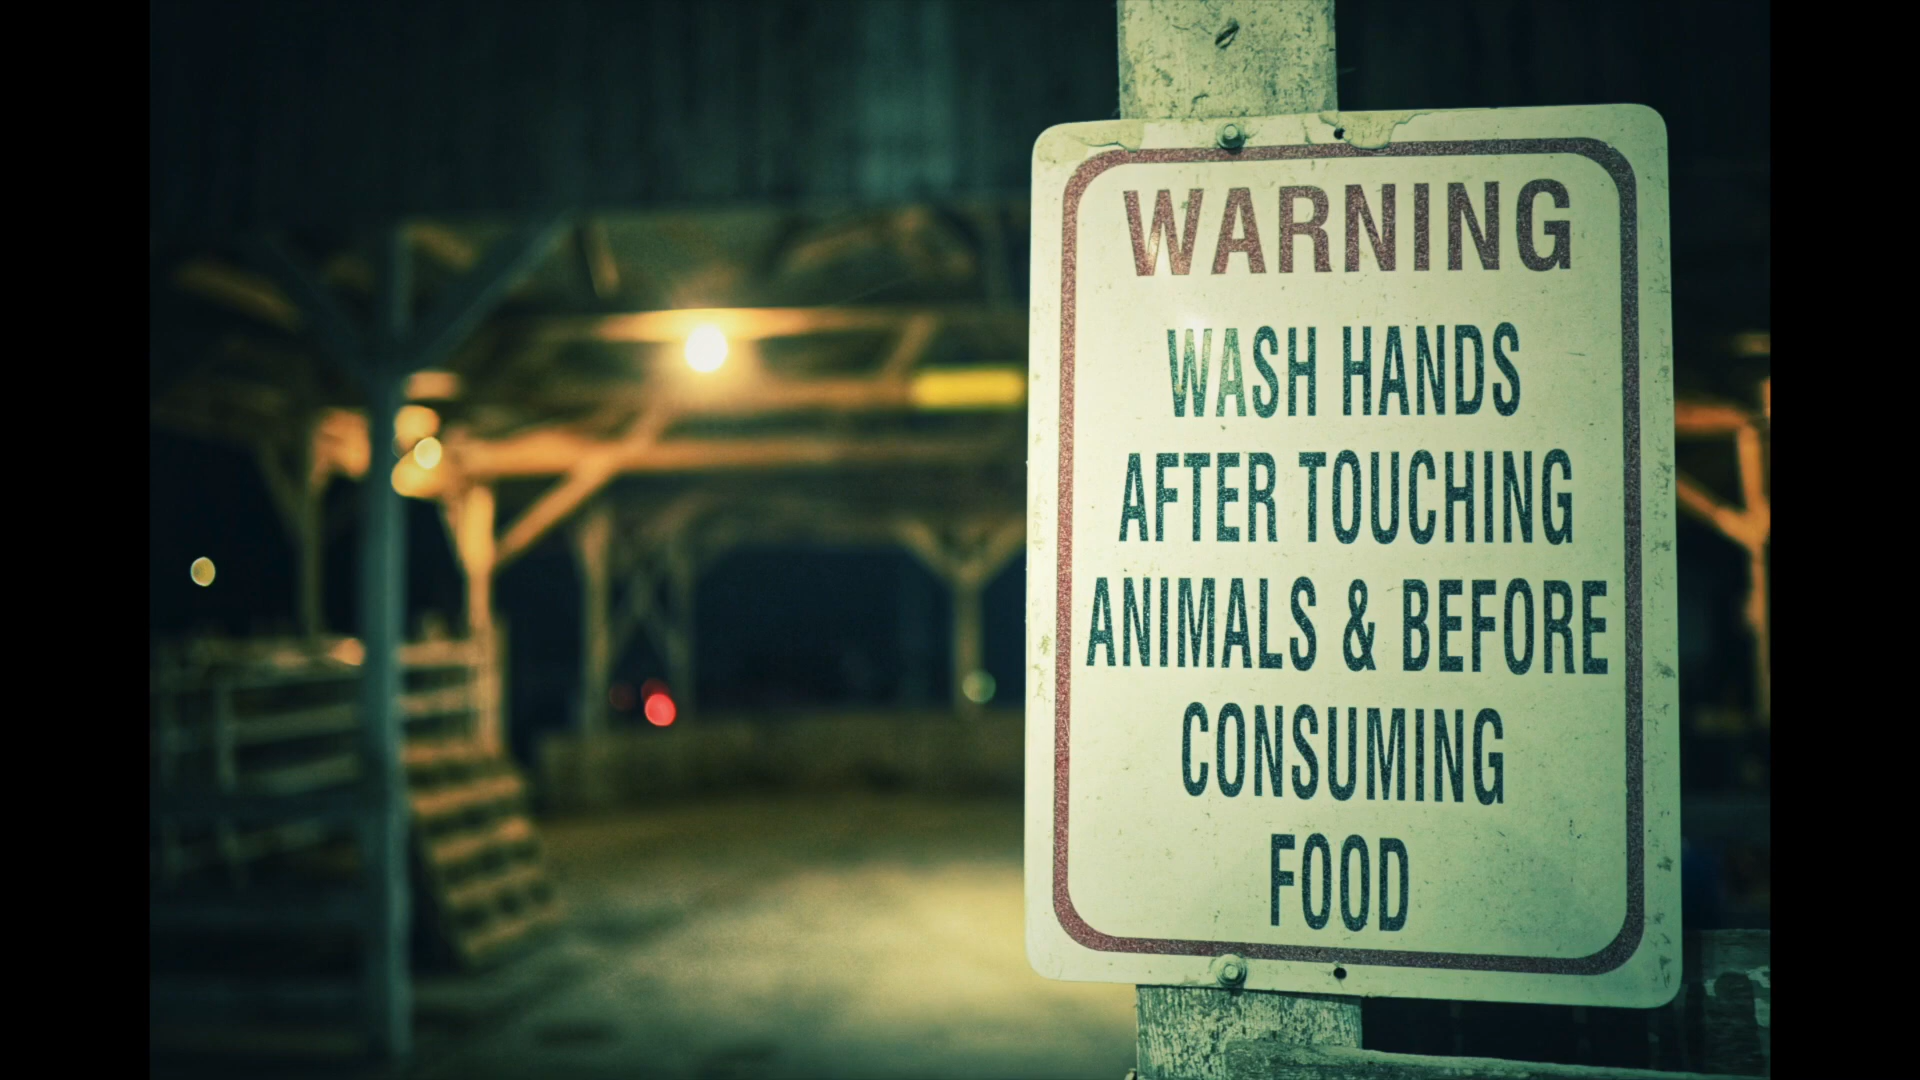 WARNING
WASH HANDS
AFTER TOUCHING
ANIMALS & BEFORE
CONSUMING
FOOD